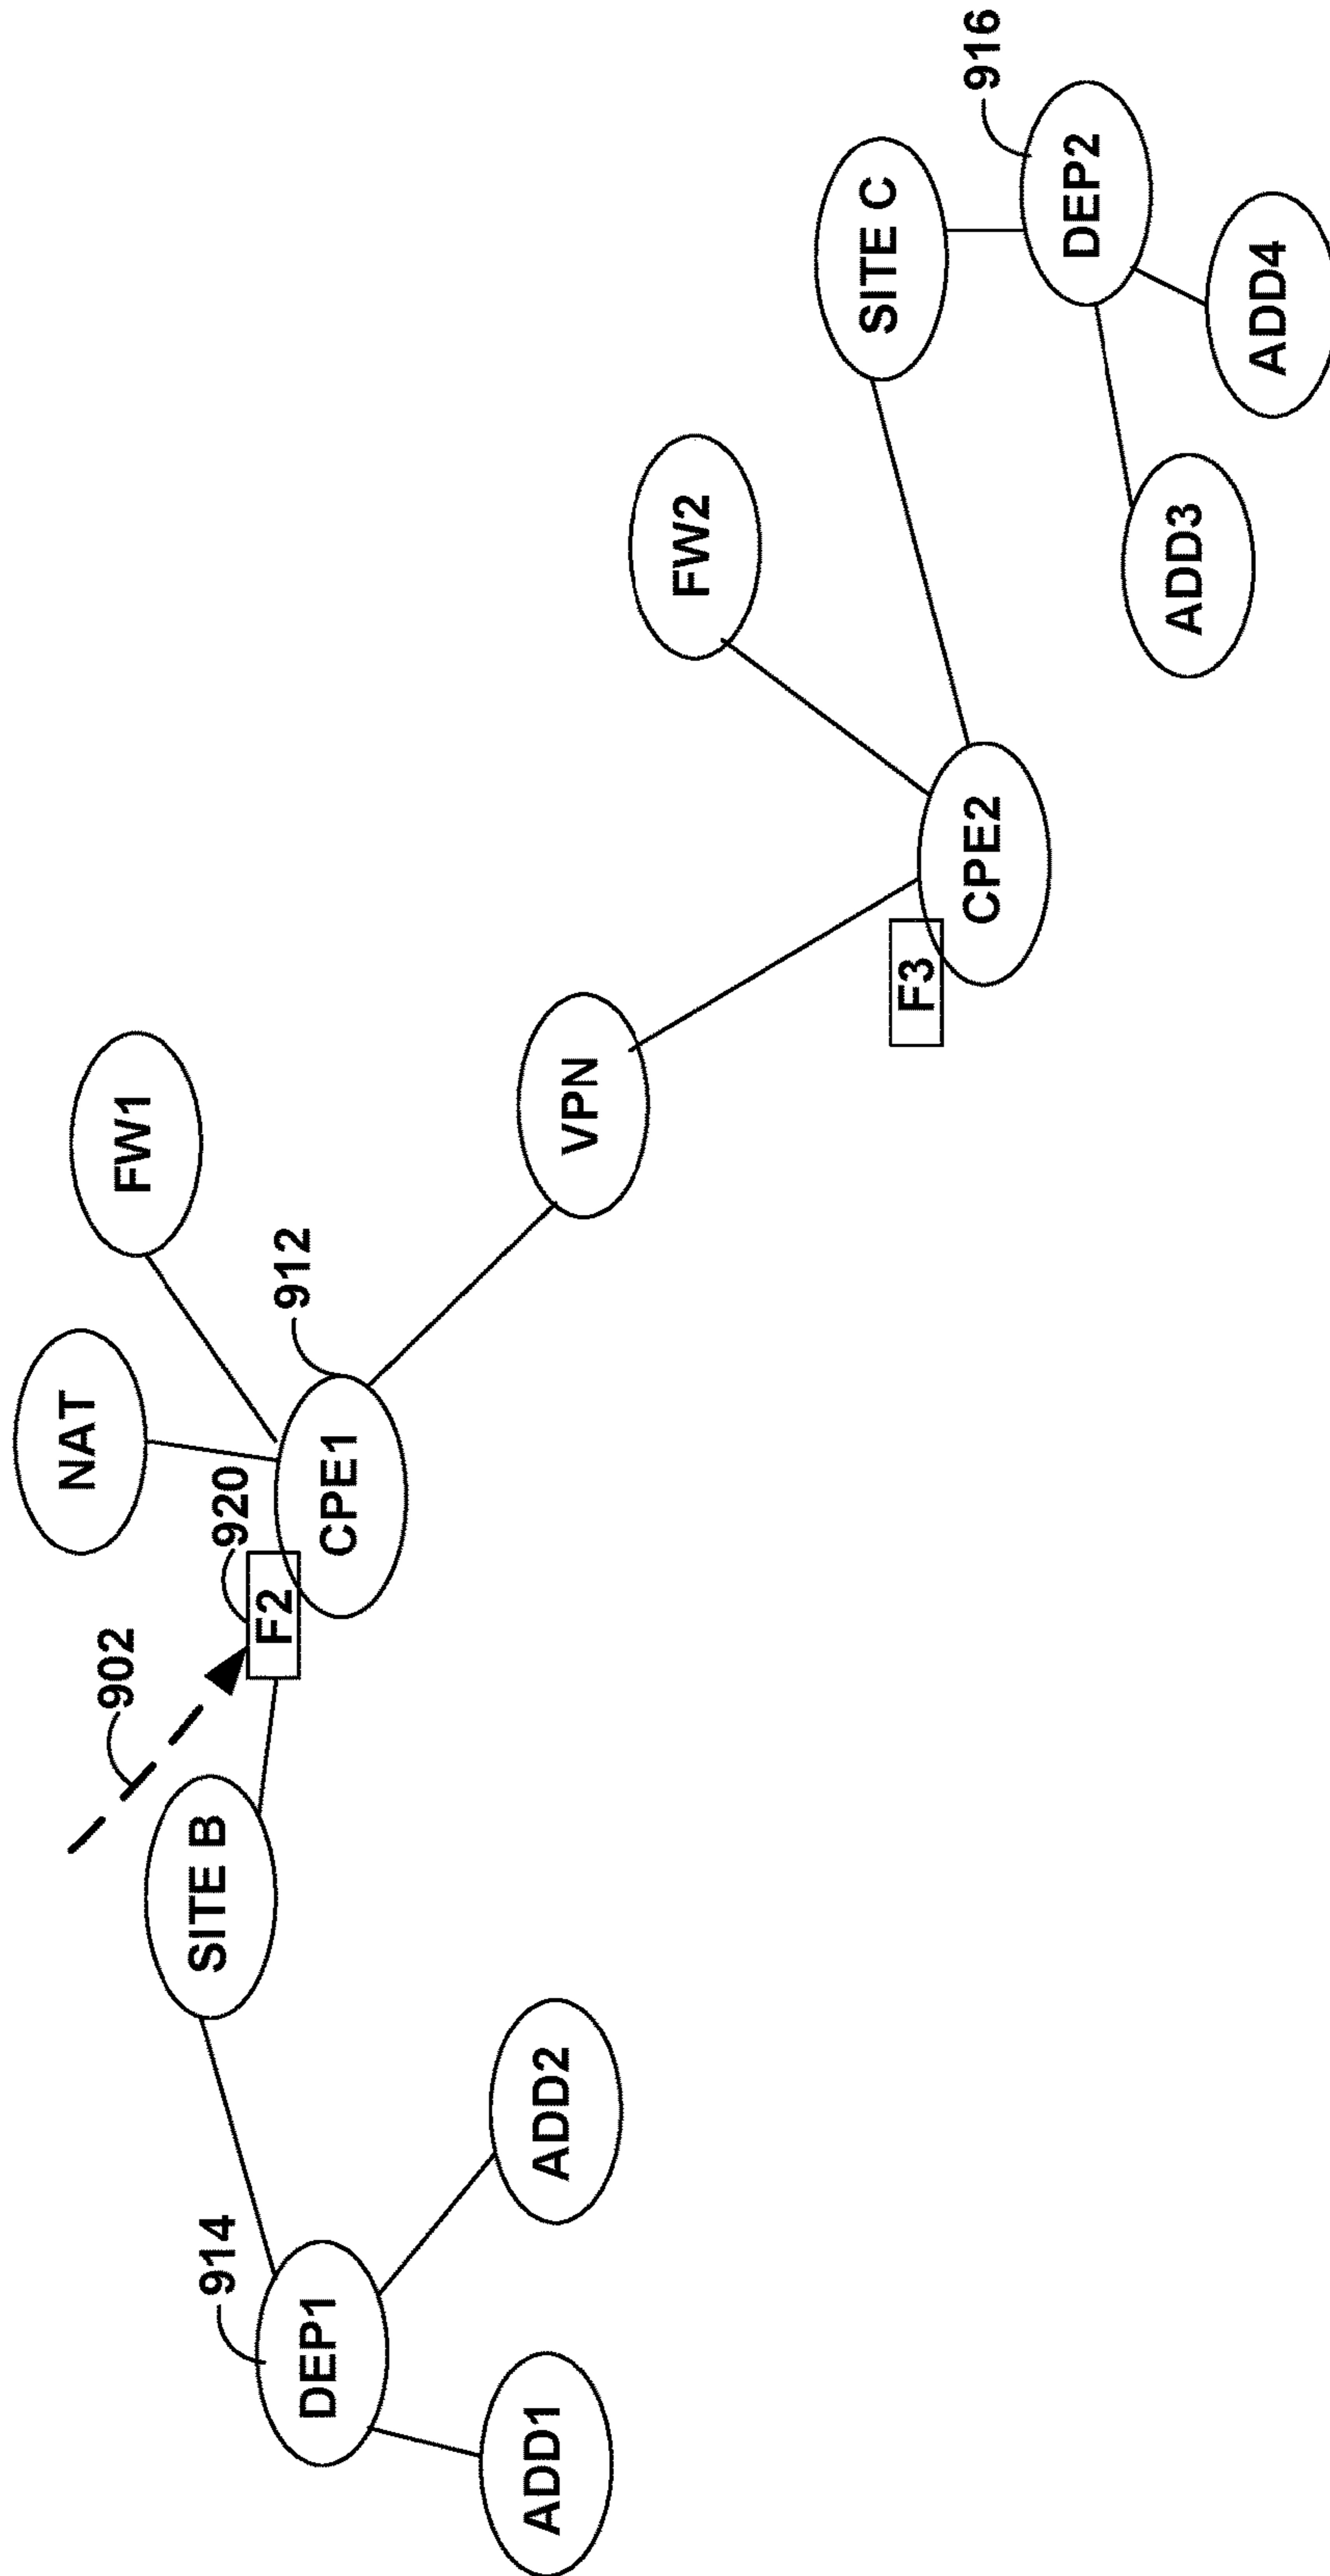 914
DEP1
ADD1
ADD2
SITE B
902
920
F2
NAT
CPE1
912
FW1
VPN
F3
CPE2
FW2
SITE C
916
DEP2
ADD3
ADD4